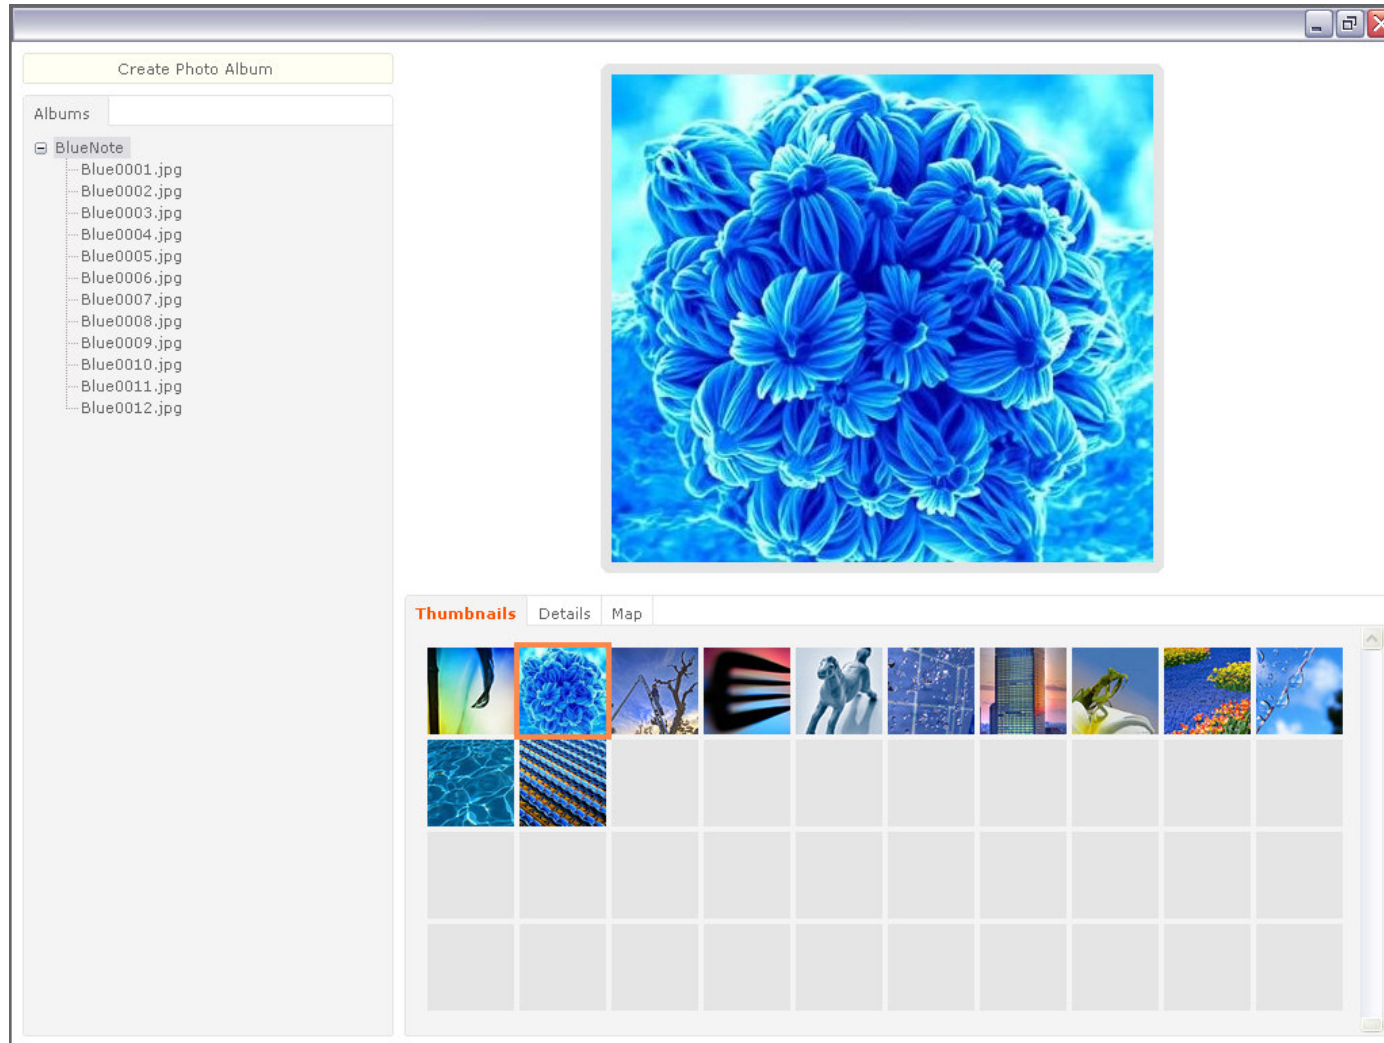 Create Photo Album
Albums
BlueNote
Blue0001.jpg
Blue0002.jpg
Blue0003.jpg
Blue0004.jpg
Blue0005.jpg
Blue0006.jpg
Blue0007.jpg
Blue0008.jpg
Blue0009.jpg
Blue0010.jpg
Blue0011.jpg
Blue0012.jpg
Thumbnails Details Map